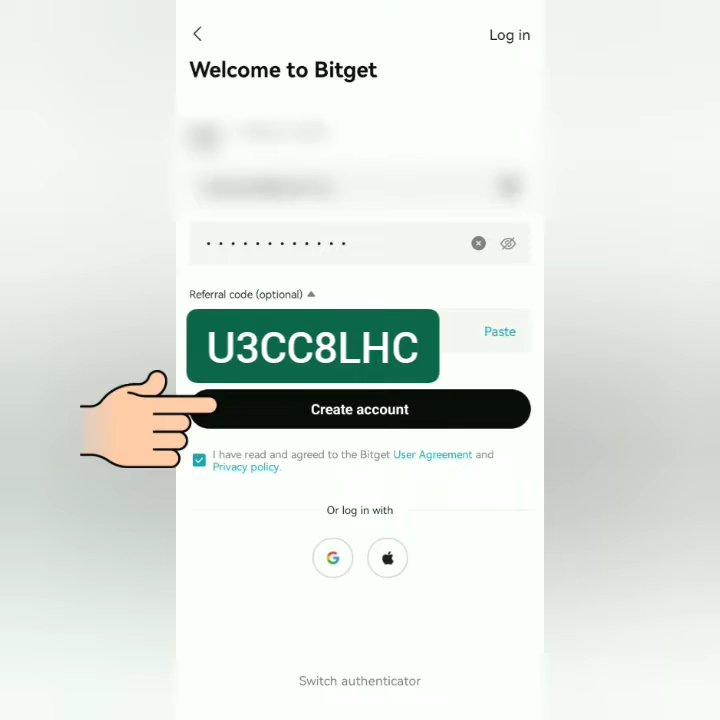 Log in
Welcome to Bitget
Referral code (optional)
U3CC8LHC
Paste
Create account
I have read and agreed to the Bitget User Agreement and
Privacy policy.
Or log in with
Switch authenticator